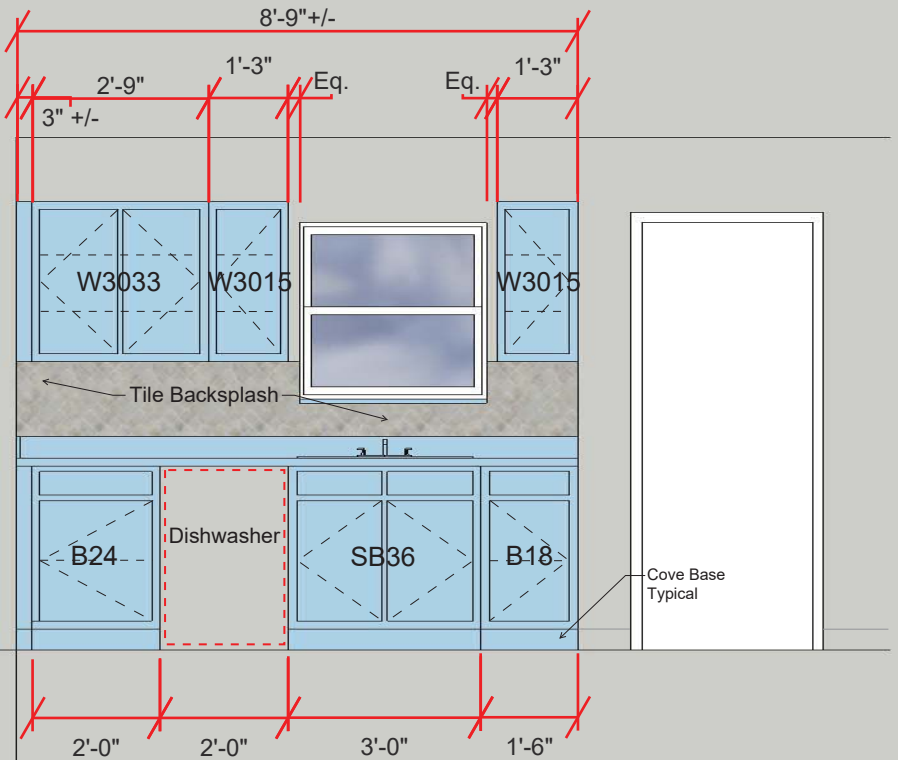 8'-9"+/-
1'-3"
1'-3"
2'-9"
Eq.
Eq.
3" +/-
W3033
W3015
W3015
Tile Backsplash
Dishwasher
B24
SB36
B18
Cove Base
Typical
2'-0"
2'-0"
3'-0"
1'-6"